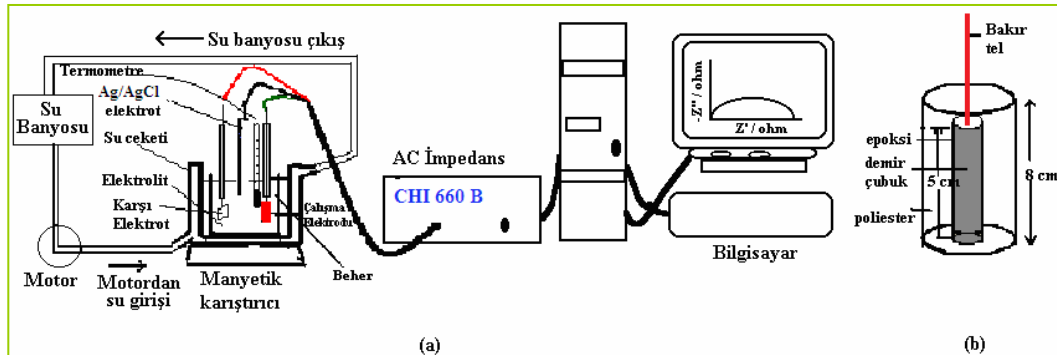 Su banyosu çıkış
Termometre
Ag/AgCl
elektrot
Su
Banyosu
Su ceketi
Elektrolit
Karşı
Elektrot
Çalışma
Elektrodu
Motor
Motordan
su girişi
Manyetik
karıştırıcı
Beher
AC İmpedans
CHI 660 B
-Z'' / ohm
Z' / ohm
Bilgisayar
(a)
Bakır
tel
epoksi
demir
çubuk
5 cm
8 cm
poliester
(b)